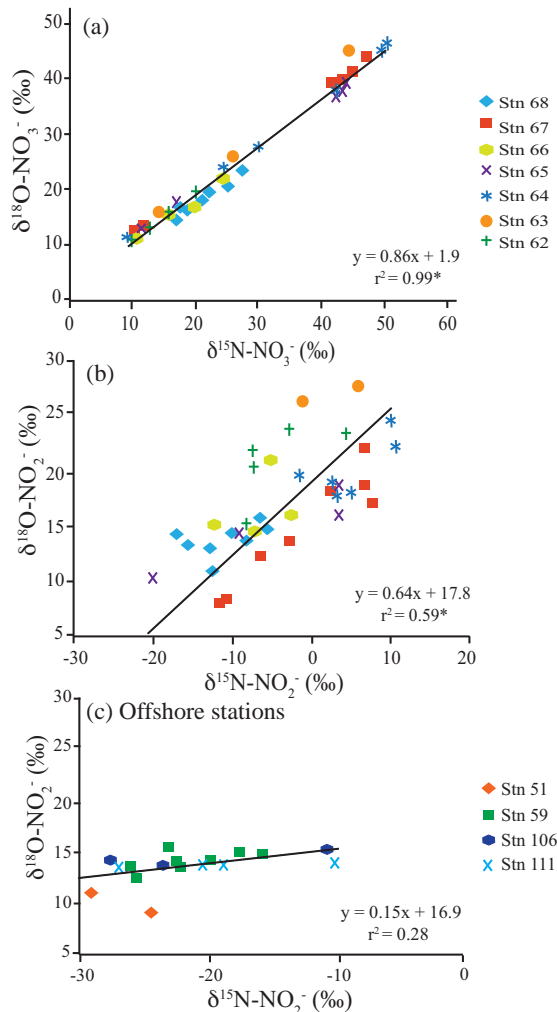 (a)
50
40
30
20
10
0
δ¹⁸O-NO₃⁻ (‰)
0 10 20 30 40 50 60
δ¹⁵N-NO₃⁻ (‰)
y = 0.86x + 1.9
r² = 0.99*
Stn 68
Stn 67
Stn 66
Stn 65
Stn 64
Stn 63
Stn 62
(b)
30
25
20
15
10
5
δ¹⁸O-NO₂⁻ (‰)
-30 -20 -10 0 10 20
δ¹⁵N-NO₂⁻ (‰)
y = 0.64x + 17.8
r² = 0.59*
(c) Offshore stations
30
25
20
15
10
5
δ¹⁸O-NO₂⁻ (‰)
-30 -20 -10 0
δ¹⁵N-NO₂⁻ (‰)
y = 0.15x + 16.9
r² = 0.28
Stn 51
Stn 59
Stn 106
Stn 111